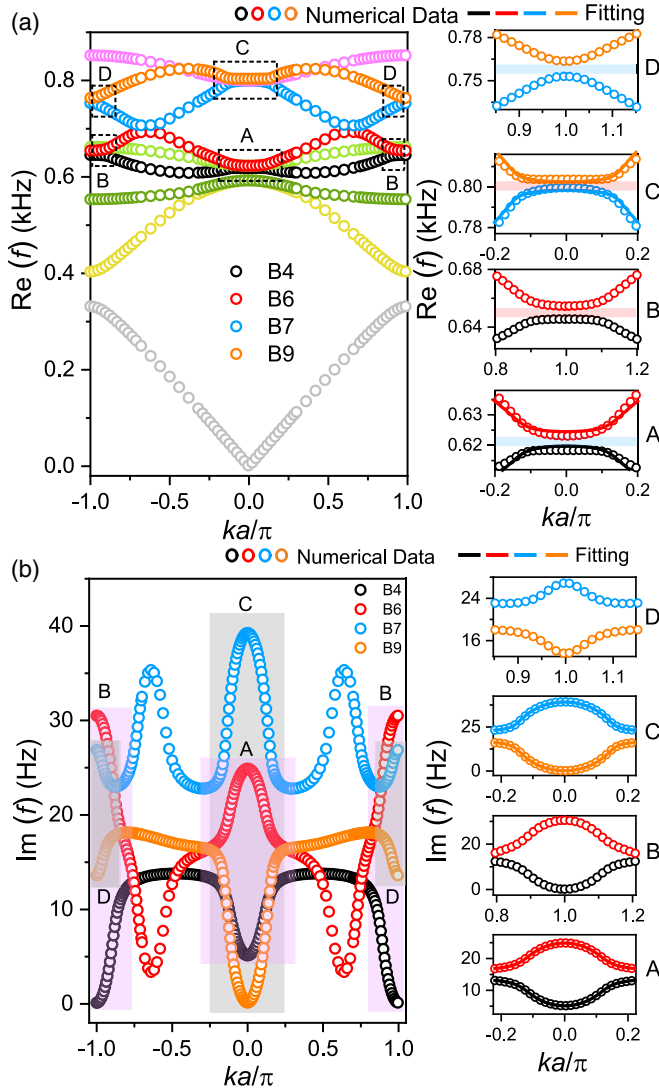 (a)
Numerical Data
Fitting
D
C
D
A
B
B
B4
B6
B7
B9
0.8
0.6
0.4
0.2
0.0
Re (f) (kHz)
-1.0 -0.5 0.0 0.5 1.0
ka/π
0.78
0.75
D
0.9 1.0 1.1
0.80
0.78
C
-0.2 0.0 0.2
Re (f) (kHz)
0.68
0.64
B
0.8 1.0 1.2
0.63
0.62
A
-0.2 0.0 0.2
ka/π
(b)
Numerical Data
Fitting
C
B4
B6
B7
B9
B
B
A
D
D
40
30
20
10
0
Im (f) (Hz)
-1.0 -0.5 0.0 0.5 1.0
ka/π
24
16
D
0.9 1.0 1.1
25
0
C
-0.2 0.0 0.2
Im (f) (Hz)
20
0
B
0.8 1.0 1.2
20
10
A
-0.2 0.0 0.2
ka/π